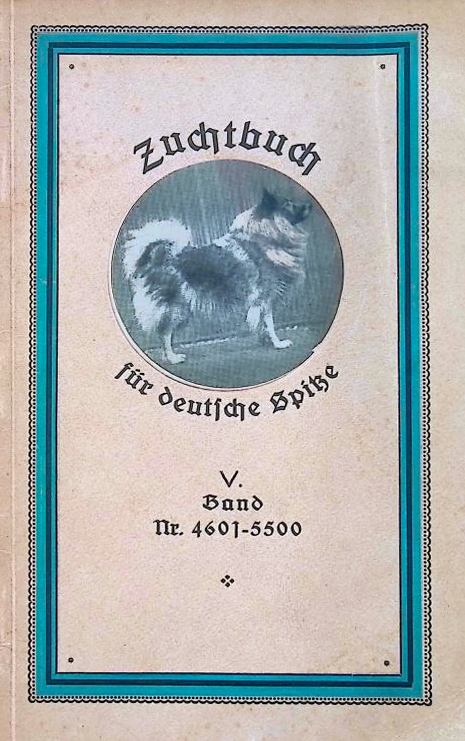 Zuchtbuch
für deutsche Spitze
V.
Band
Nr. 4601-5500